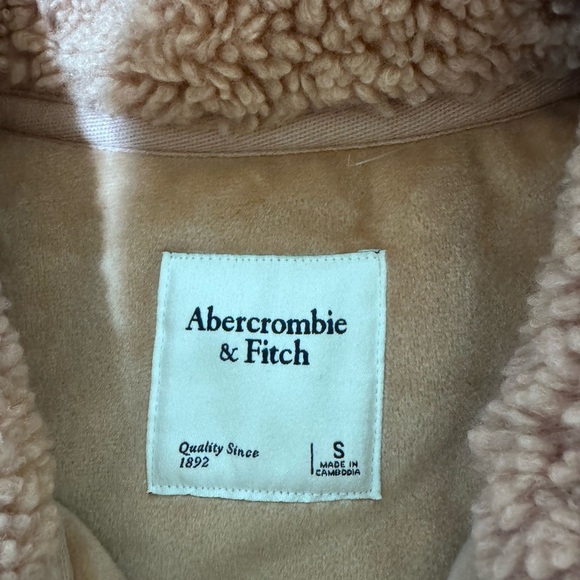 Abercrombie
& Fitch
Quality Since
1892
S
MADE IN
CAMBODIA